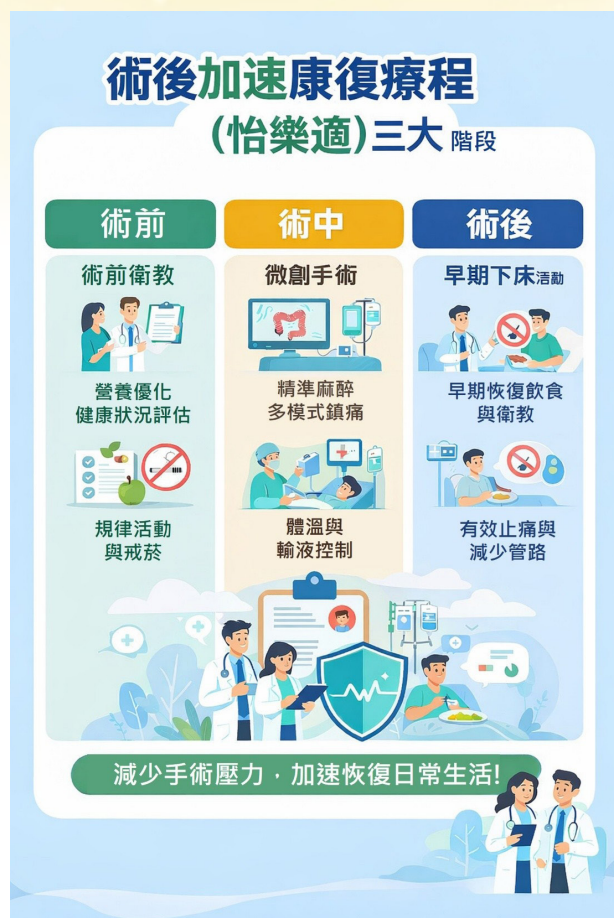 術後加速康復療程
(怡樂適)三大 階段
術前
術前衛教
營養優化
健康狀況評估
規律活動
與戒菸
術中
微創手術
精準麻醉
多模式鎮痛
體溫與
輸液控制
術後
早期下床活動
早期恢復飲食
與衛教
有效止痛與
減少管路
減少手術壓力，加速恢復日常生活!